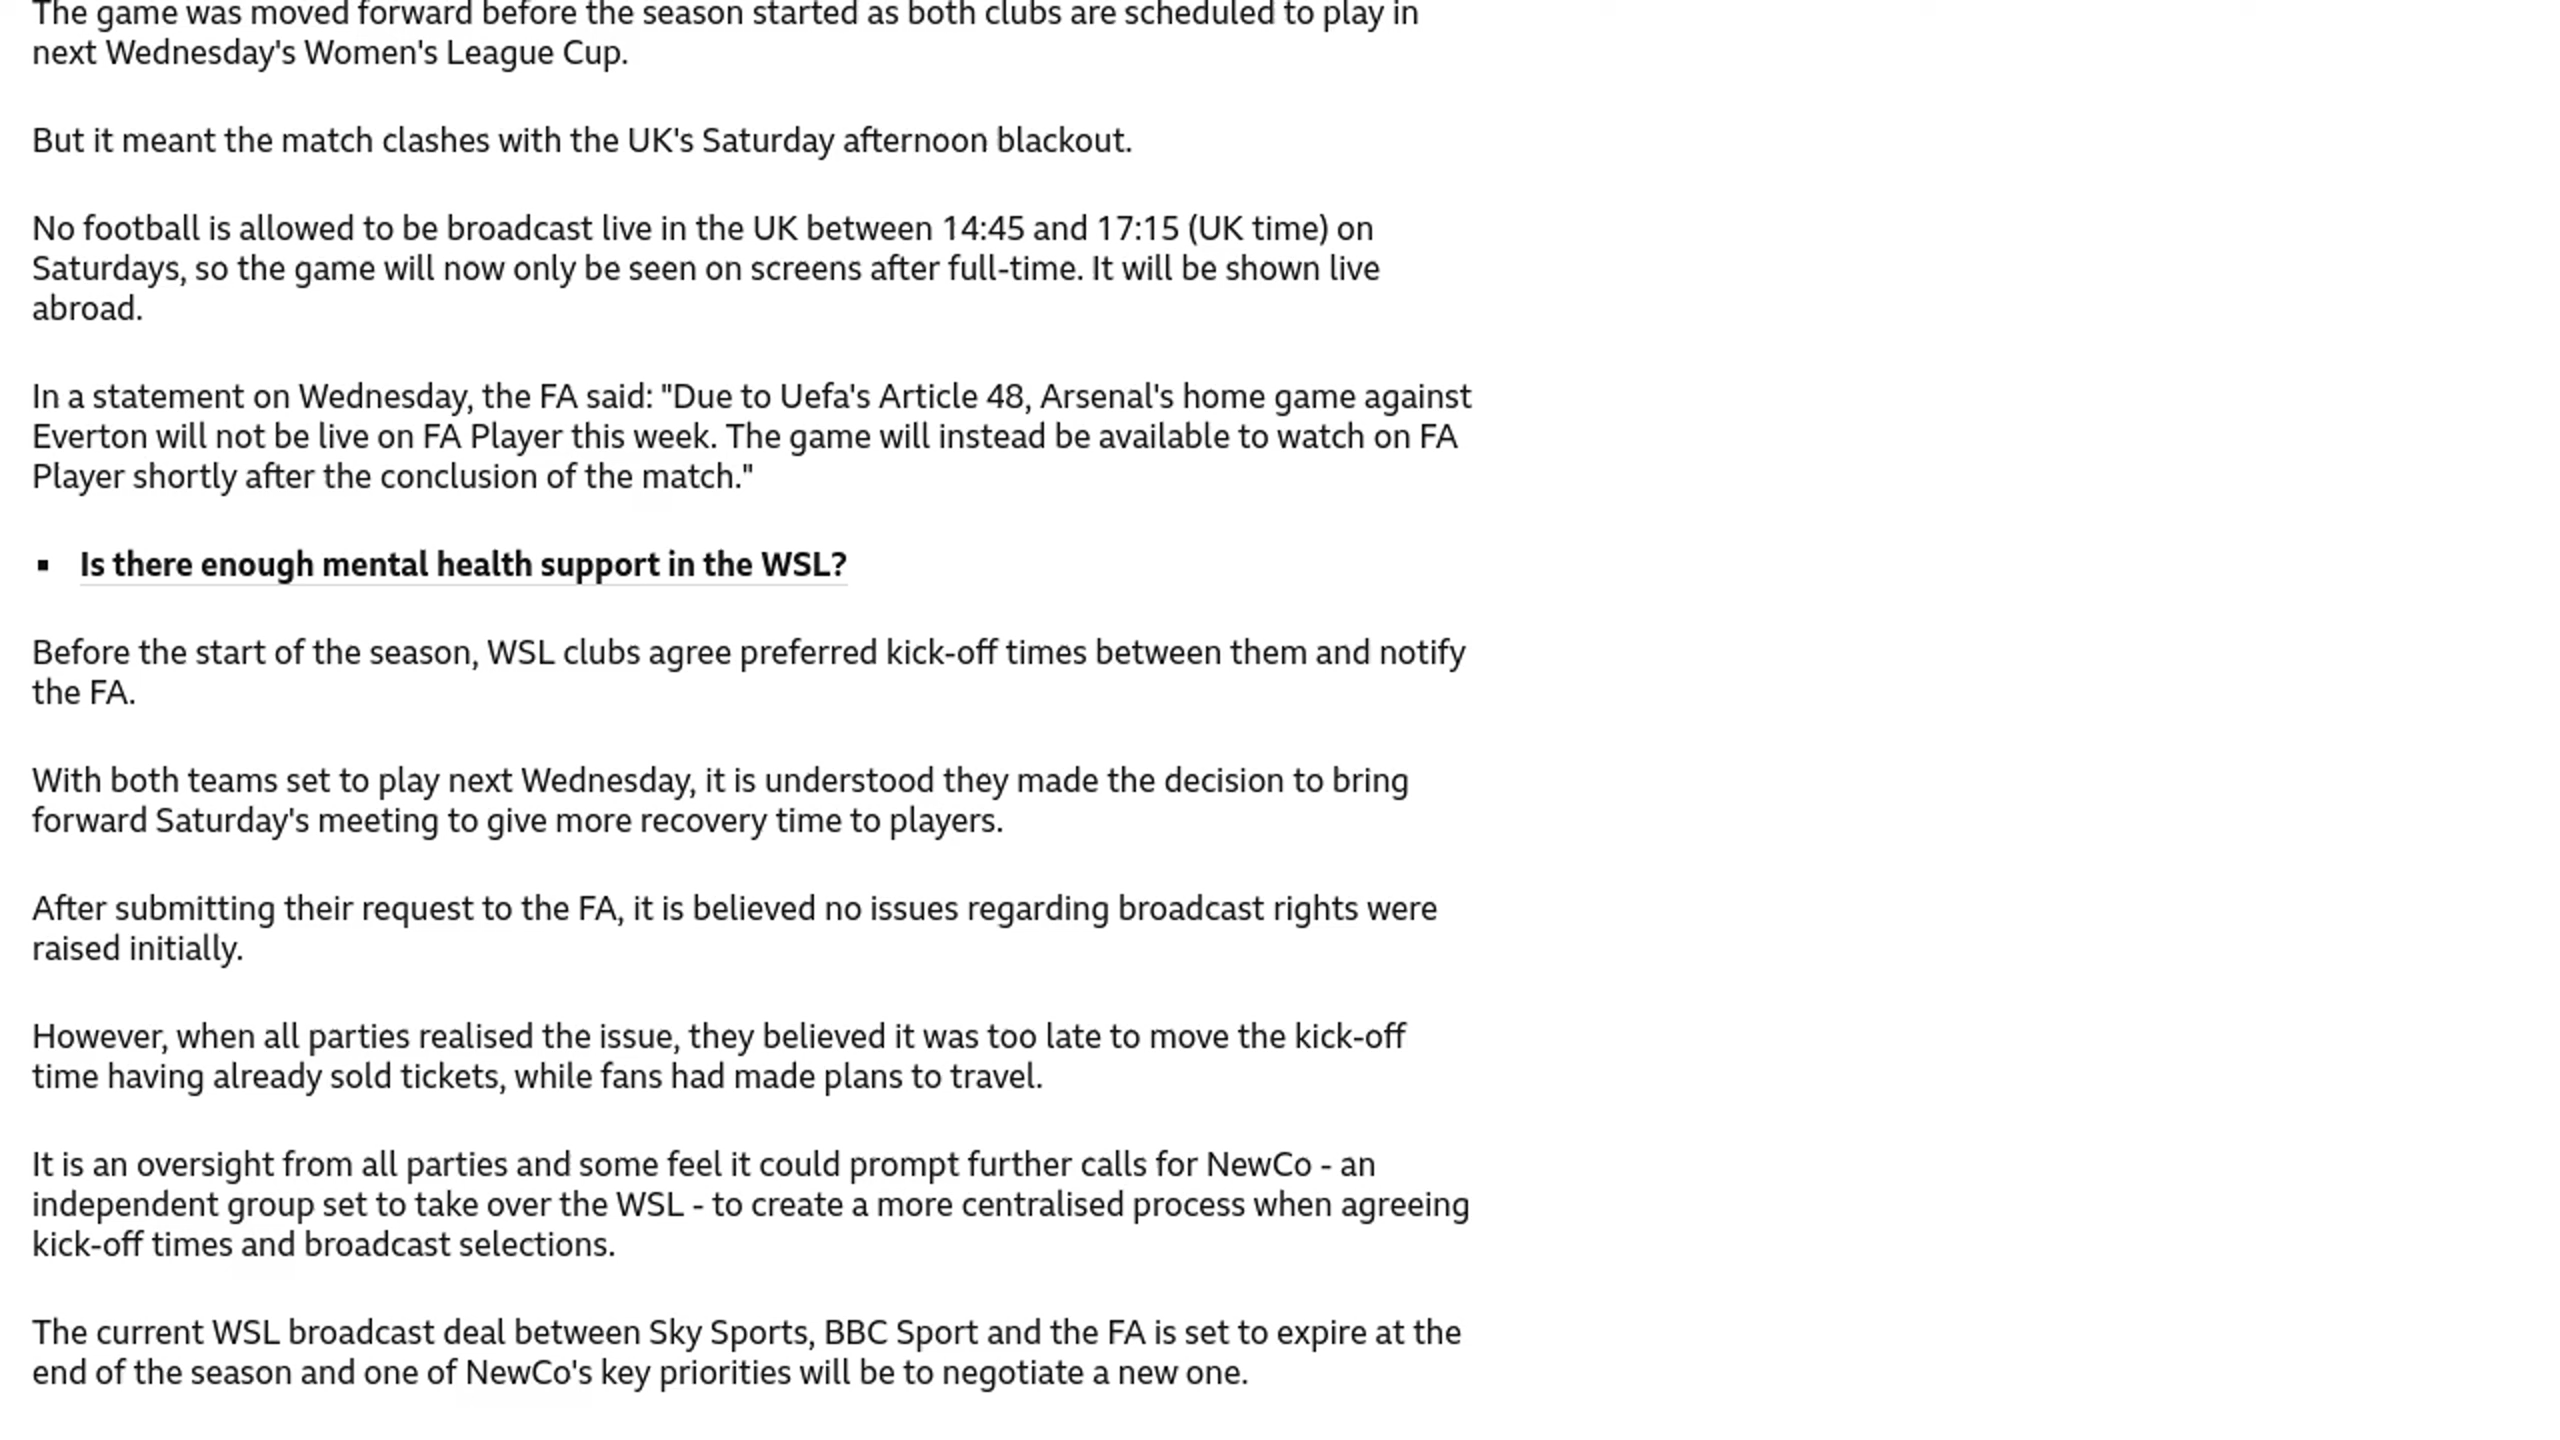 The game was moved forward before the season started as both clubs are scheduled to play in
next Wednesday's Women's League Cup.
But it meant the match clashes with the UK's Saturday afternoon blackout.
No football is allowed to be broadcast live in the UK between 14:45 and 17:15 (UK time) on
Saturdays, so the game will now only be seen on screens after full-time. It will be shown live
abroad.
In a statement on Wednesday, the FA said: "Due to Uefa's Article 48, Arsenal's home game against
Everton will not be live on FA Player this week. The game will instead be available to watch on FA
Player shortly after the conclusion of the match."
▪ Is there enough mental health support in the WSL?
Before the start of the season, WSL clubs agree preferred kick-off times between them and notify
the FA.
With both teams set to play next Wednesday, it is understood they made the decision to bring
forward Saturday's meeting to give more recovery time to players.
After submitting their request to the FA, it is believed no issues regarding broadcast rights were
raised initially.
However, when all parties realised the issue, they believed it was too late to move the kick-off
time having already sold tickets, while fans had made plans to travel.
It is an oversight from all parties and some feel it could prompt further calls for NewCo - an
independent group set to take over the WSL - to create a more centralised process when agreeing
kick-off times and broadcast selections.
The current WSL broadcast deal between Sky Sports, BBC Sport and the FA is set to expire at the
end of the season and one of NewCo's key priorities will be to negotiate a new one.